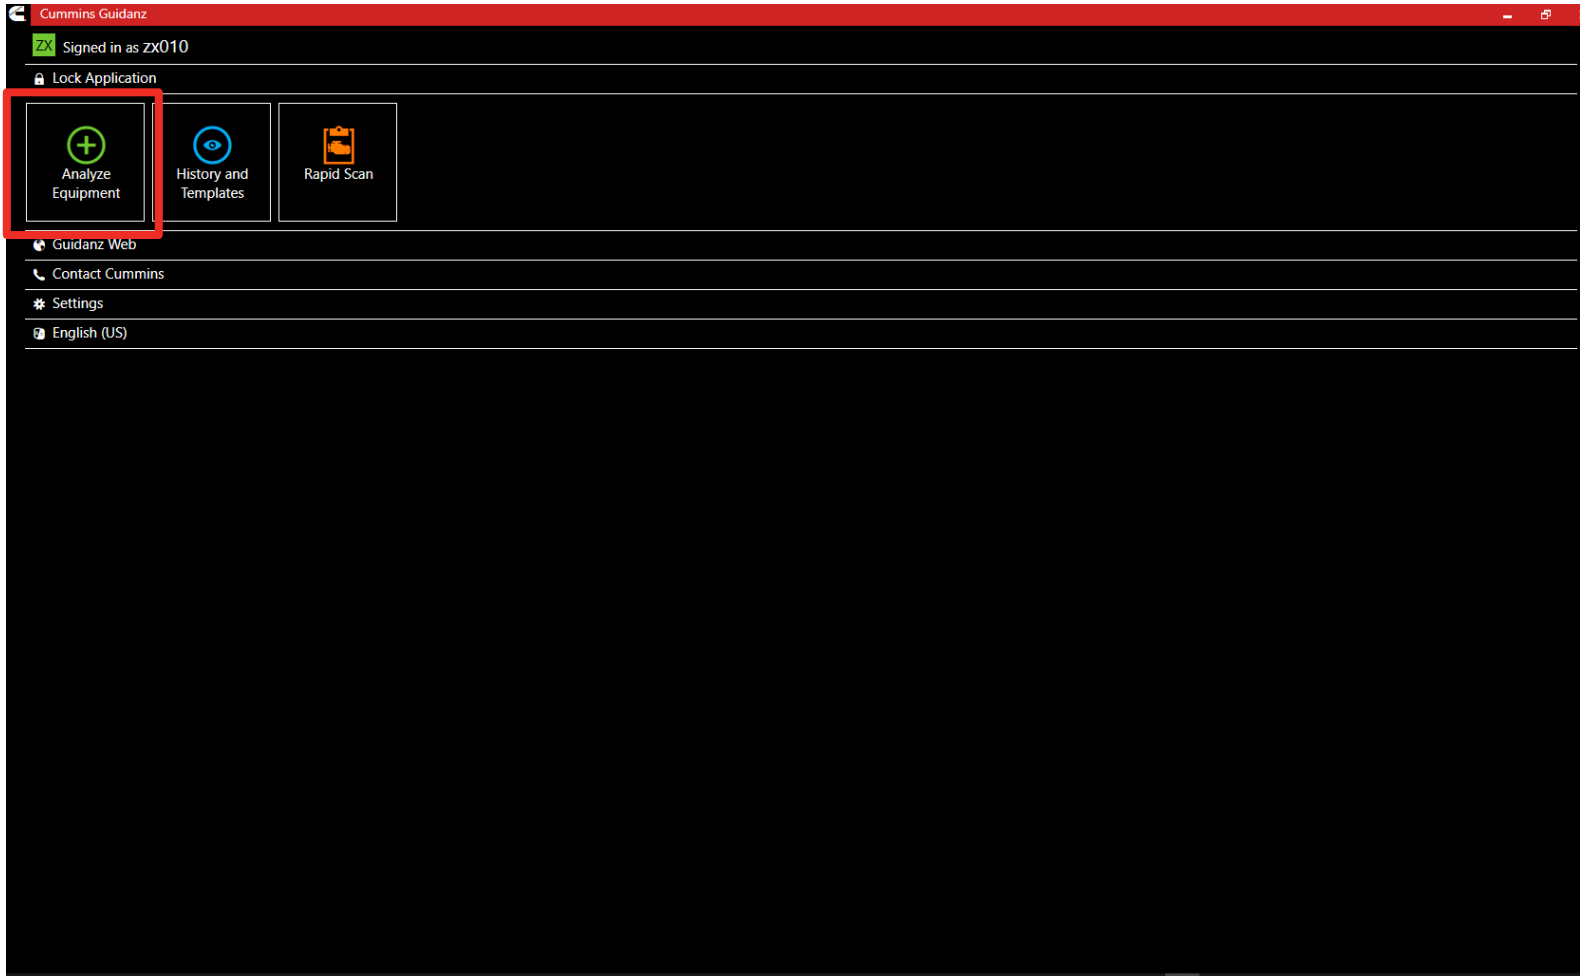 Cummins Guidanz
ZX Signed in as zx010
Lock Application
Analyze
Equipment
History and
Templates
Rapid Scan
Guidanz Web
Contact Cummins
Settings
English (US)